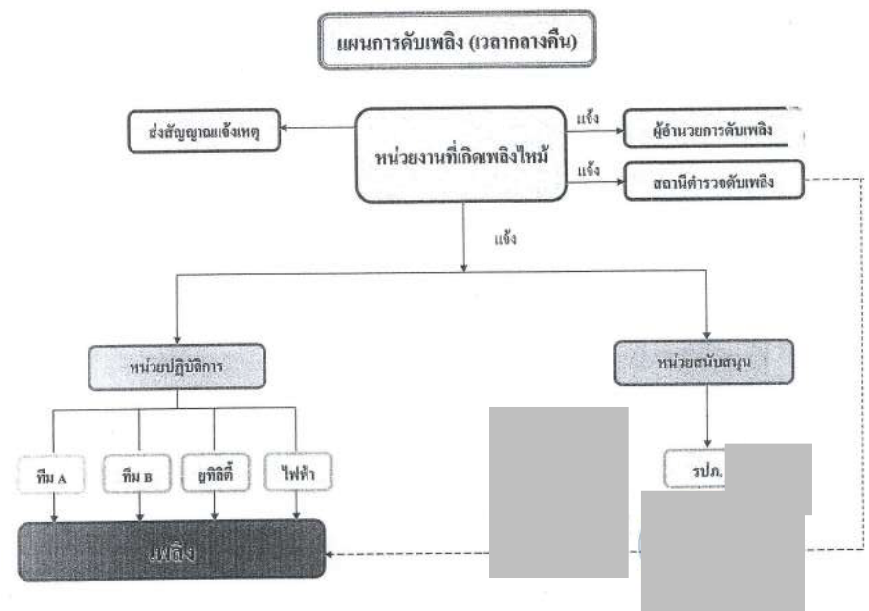 แผนการดับเพลิง (เวลากลางคืน)
ส่งสัญญาณแจ้งเหตุ
หน่วยงานที่เกิดเพลิงไหม้
แจ้ง
ผู้อำนวยการดับเพลิง
แจ้ง
สถานีตำรวจดับเพลิง
แจ้ง
หน่วยปฏิบัติการ
หน่วยสนับสนุน
ทีม A
ทีม B
ยูทิลิตี้
ไฟฟ้า
รปภ.
เพลิง